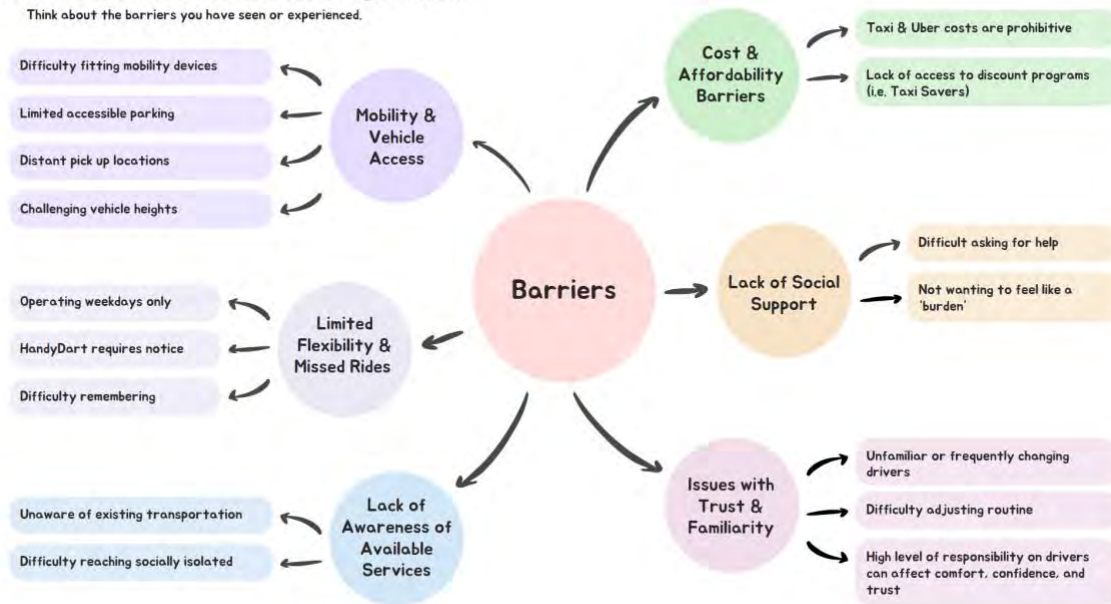 Think about the barriers you have seen or experienced.
Barriers
Mobility &
Vehicle
Access
Difficulty fitting mobility devices
Limited accessible parking
Distant pick up locations
Challenging vehicle heights
Cost &
Affordability
Barriers
Taxi & Uber costs are prohibitive
Lack of access to discount programs
(i.e. Taxi Savers)
Lack of Social
Support
Difficult asking for help
Not wanting to feel like a
'burden'
Limited
Flexibility &
Missed Rides
Operating weekdays only
HandyDart requires notice
Difficulty remembering
Lack of
Awareness of
Available
Services
Unaware of existing transportation
Difficulty reaching socially isolated
Issues with
Trust &
Familiarity
Unfamiliar or frequently changing
drivers
Difficulty adjusting routine
High level of responsibility on drivers
can affect comfort, confidence, and
trust